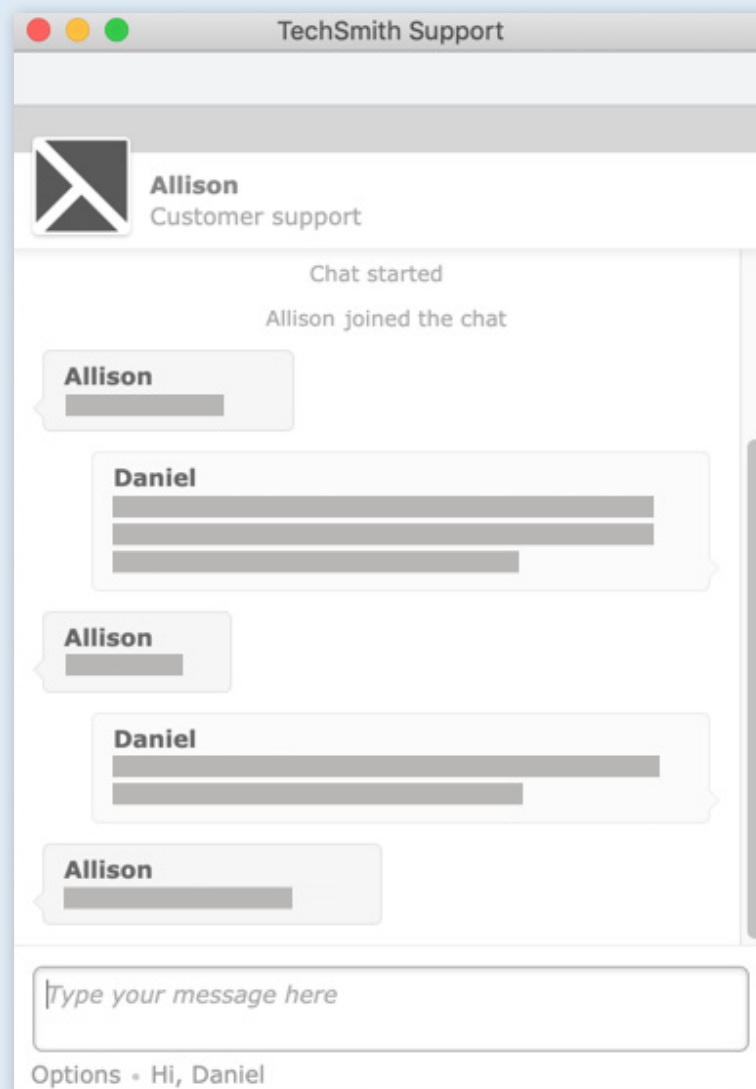 TechSmith Support
Allison
Customer support
Chat started
Allison joined the chat
Allison
Daniel
Allison
Daniel
Allison
Type your message here
Options • Hi, Daniel